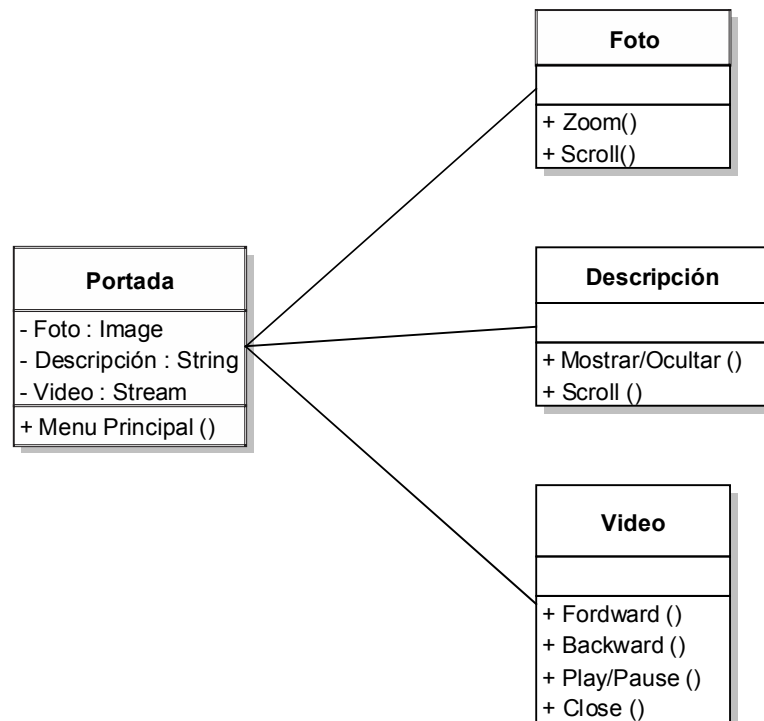 Foto
+ Zoom()
+ Scroll()
Portada
- Foto : Image
- Descripción : String
- Video : Stream
+ Menu Principal ()
Descripción
+ Mostrar/Ocultar ()
+ Scroll ()
Video
+ Fordward ()
+ Backward ()
+ Play/Pause ()
+ Close ()